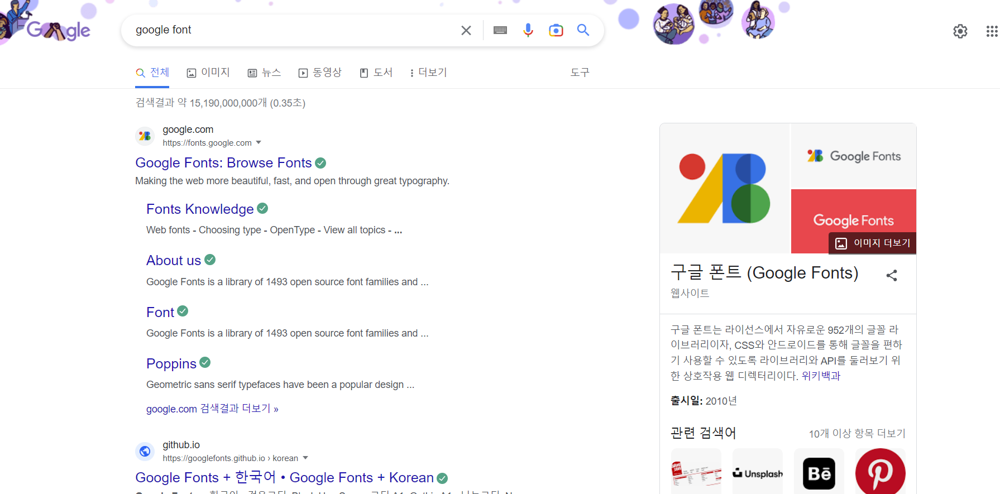 Google
google font
전체 이미지 뉴스 동영상 도서 더보기 도구
검색결과 약 15,190,000,000개 (0.35초)
google.com
https://fonts.google.com
Google Fonts: Browse Fonts
Making the web more beautiful, fast, and open through great typography.
Fonts Knowledge
Web fonts - Choosing type - OpenType - View all topics - ...
About us
Google Fonts is a library of 1493 open source font families and ...
Font
Google Fonts is a library of 1493 open source font families and ...
Poppins
Geometric sans serif typefaces have been a popular design ...
google.com 검색결과 더보기 »
github.io
https://googlefonts.github.io › korean
Google Fonts + 한국어 • Google Fonts + Korean
Google Fonts
Google Fonts
이미지 더보기
구글 폰트 (Google Fonts)
웹사이트
구글 폰트는 라이선스에서 자유로운 952개의 글꼴 라
이브러리이자, CSS와 안드로이드를 통해 글꼴을 편하
기 사용할 수 있도록 라이브러리와 API를 둘러보기 위
한 상호작용 웹 디렉터리이다. 위키백과
출시일: 2010년
관련 검색어 10개 이상 항목 더보기
Unsplash
Bē